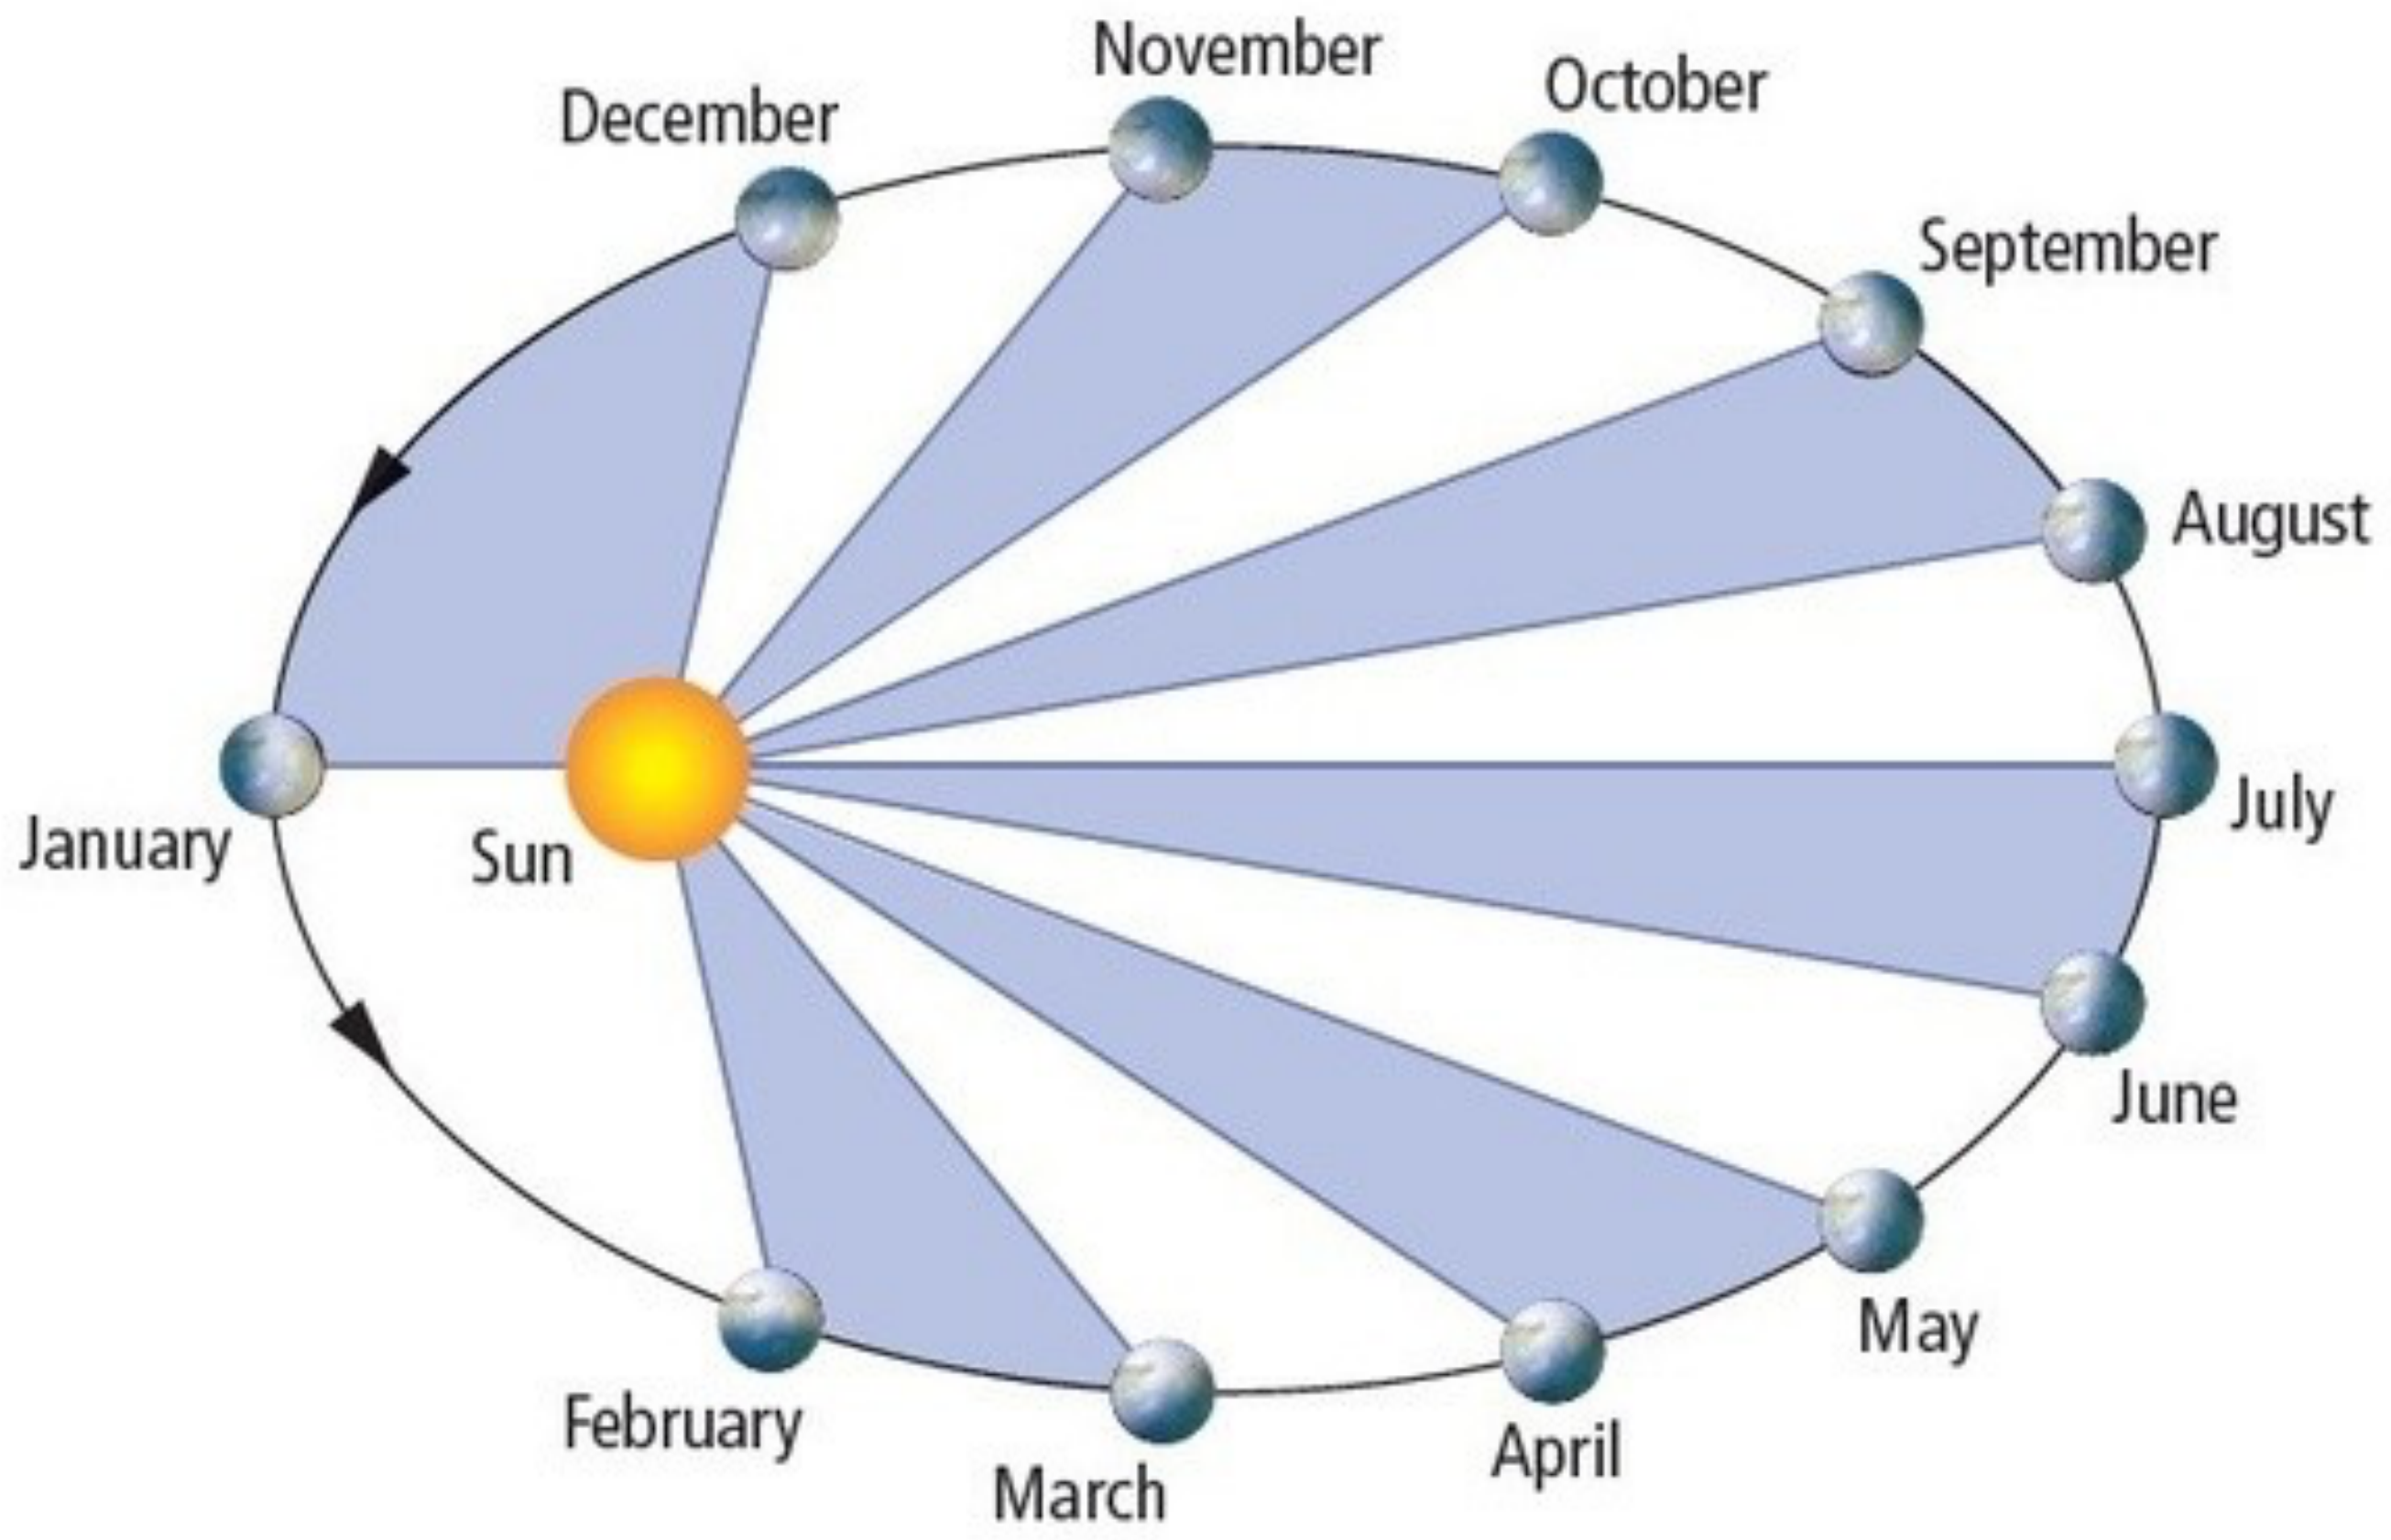 November
October
December
September
August
January
Sun
July
June
May
February
April
March